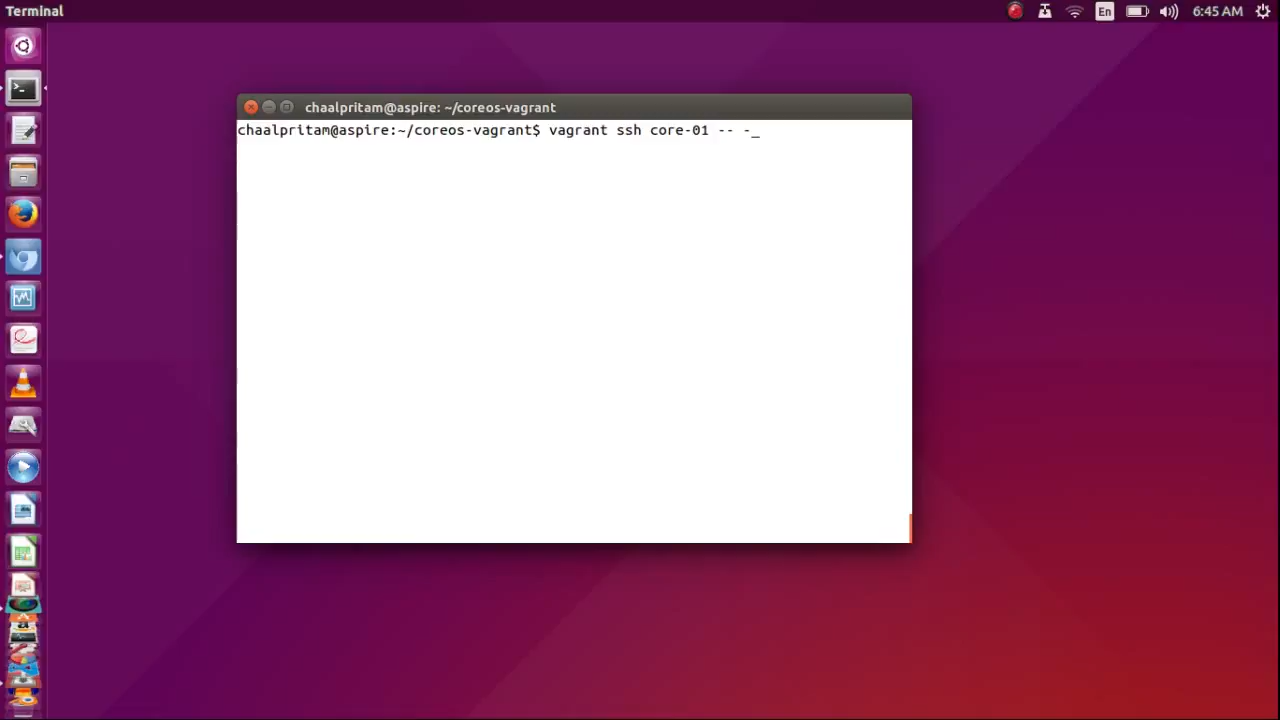 Terminal
En
6:45 AM
chaalpritam@aspire: ~/coreos-vagrant
chaalpritam@aspire:~/coreos-vagrant$ vagrant ssh core-01 -- -_